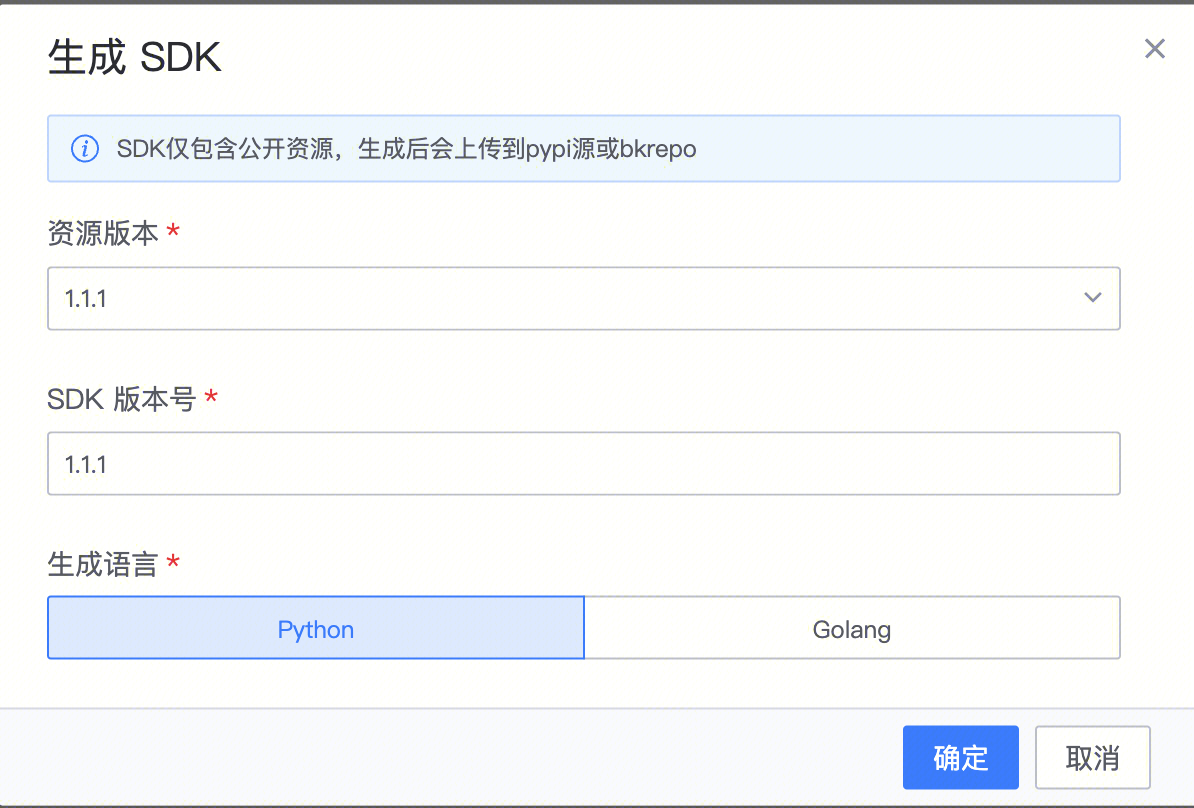 生成 SDK
SDK仅包含公开资源，生成后会上传到pypi源或bkrepo
资源版本 *
1.1.1
SDK 版本号 *
1.1.1
生成语言 *
Python
Golang
确定
取消